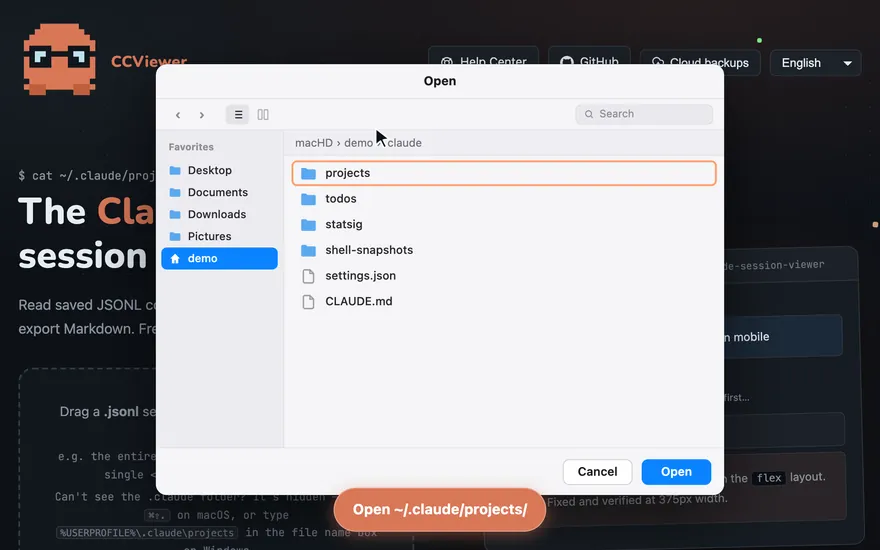 CCViewer
Help Center
GitHub
Cloud backups
English
Open
Search
Favorites
Desktop
Documents
Downloads
Pictures
demo
macHD › demo › claude
projects
todos
statsig
shell-snapshots
settings.json
CLAUDE.md
Cancel
Open
$ cat ~/.claude/proj
The Cla
session
Read saved JSONL co
export Markdown. Fre
Drag a .jsonl se
e.g. the entire
single <
Can't see the .claude folder? It's hidden
⌘⇧. on macOS, or type
%USERPROFILE%\.claude\projects in the file name box
on Windows
de-session-viewer
n mobile
first...
n the flex layout.
Fixed and verified at 375px width.
Open ~/.claude/projects/